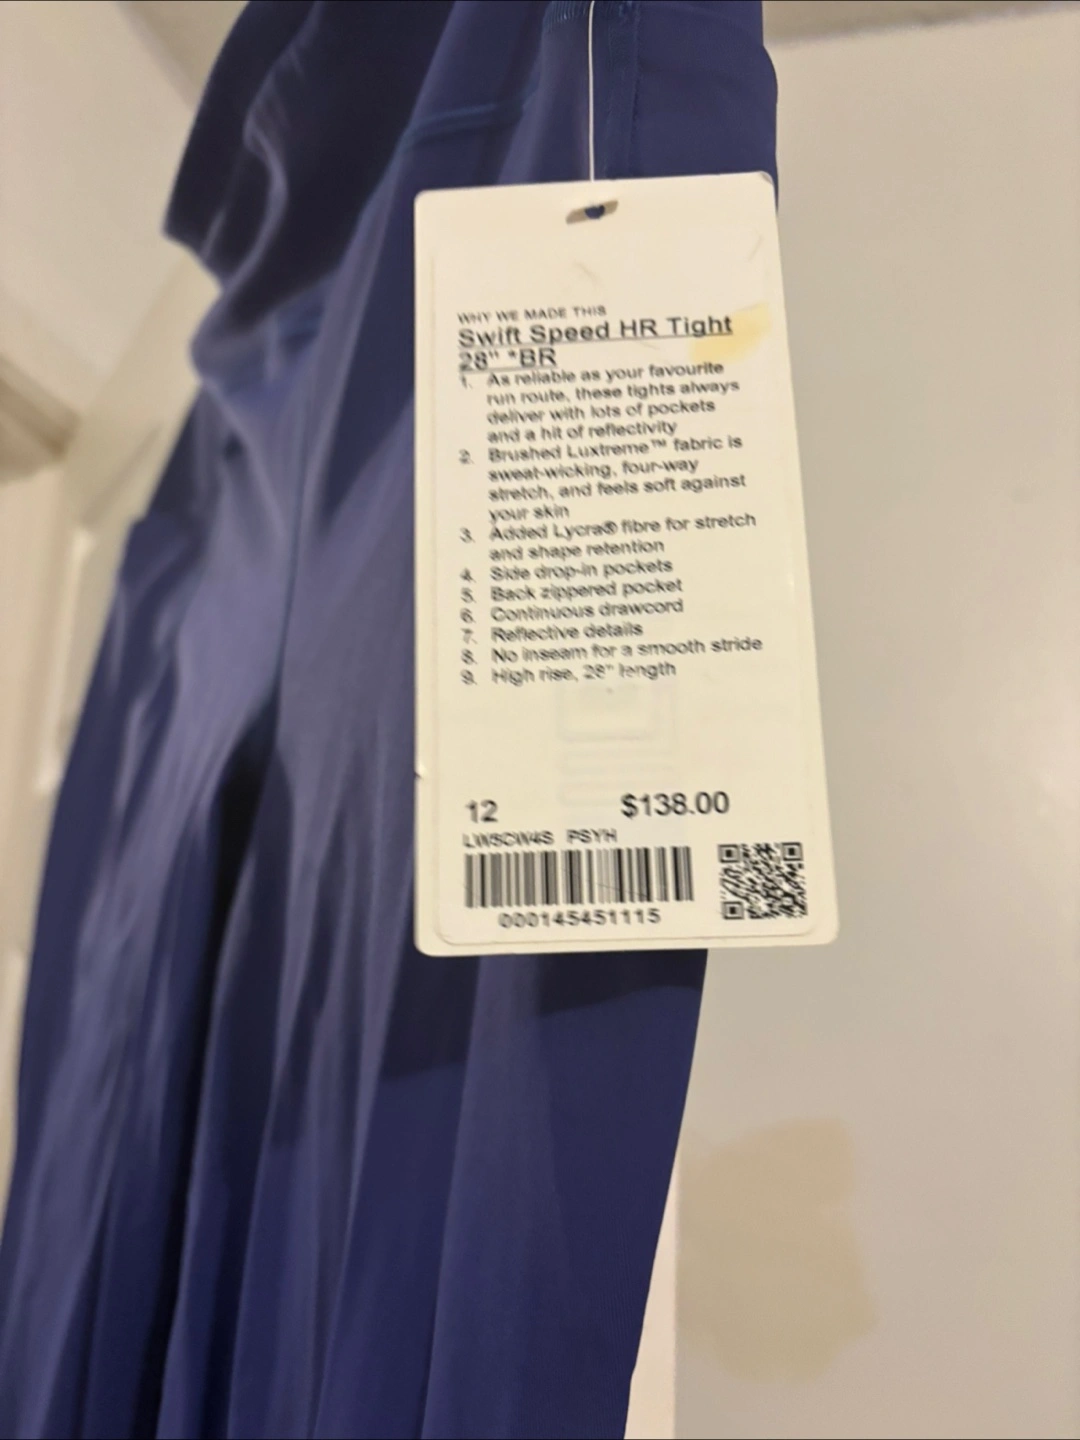 WHY WE MADE THIS
Swift Speed HR Tight
28" *BR
1. As reliable as your favourite
run route, these tights always
deliver with lots of pockets
and a hit of reflectivity
2. Brushed Luxtreme™ fabric is
sweat-wicking, four-way
stretch, and feels soft against
your skin
3. Added Lycra® fibre for stretch
and shape retention
4. Side drop-in pockets
5. Back zippered pocket
6. Continuous drawcord
7. Reflective details
8. No inseam for a smooth stride
9. High rise, 28" length
12 $138.00
LW5CW4S PSYH
000145451115